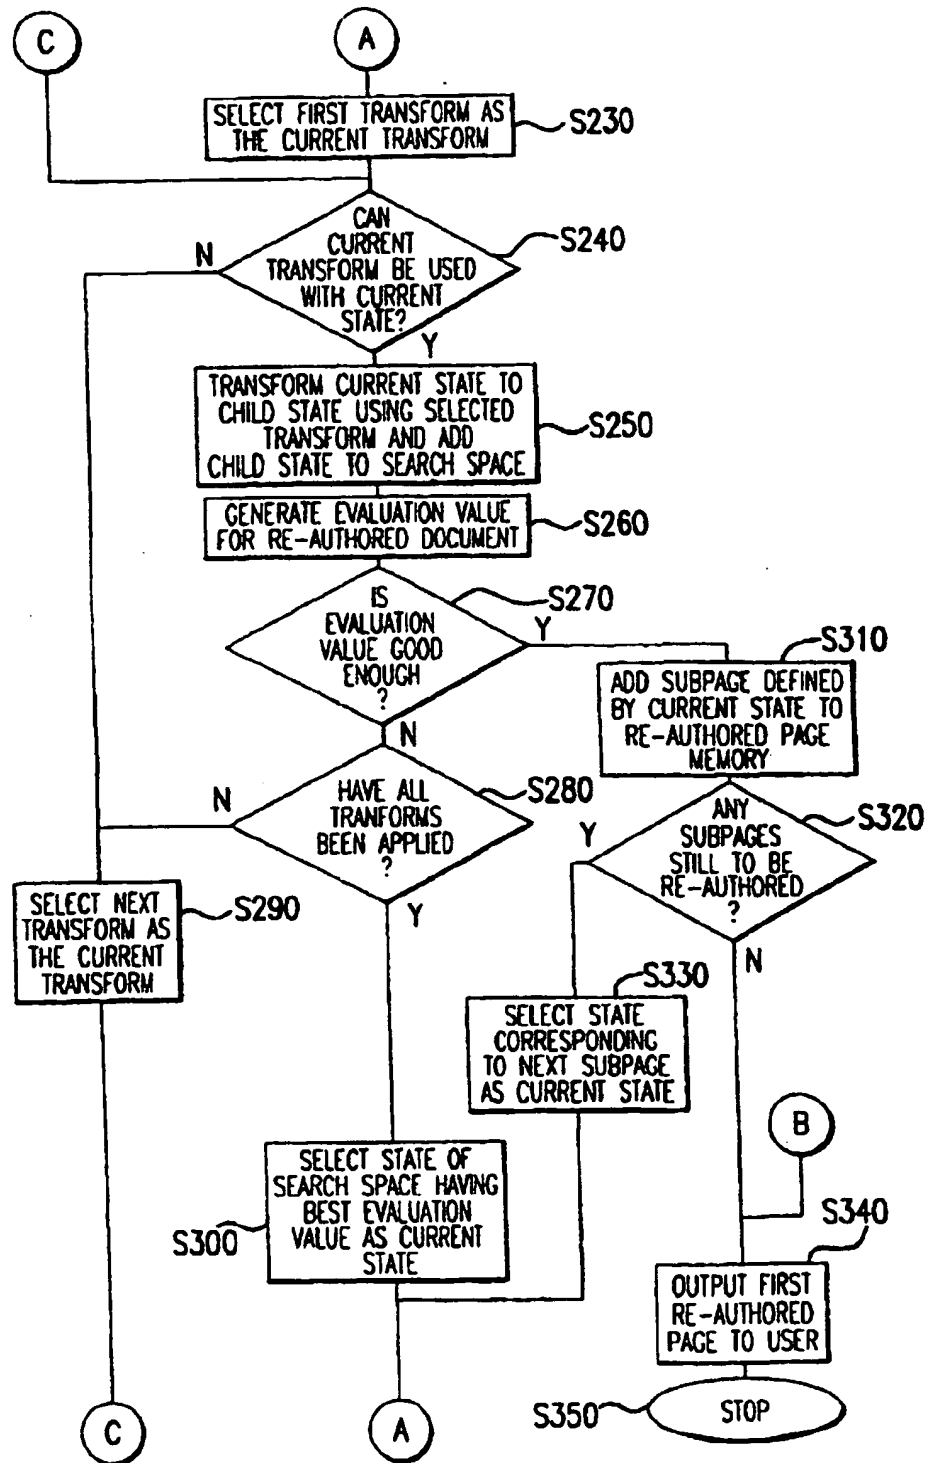 C
A
SELECT FIRST TRANSFORM AS
THE CURRENT TRANSFORM
S230
CAN
CURRENT
TRANSFORM BE USED
WITH CURRENT
STATE?
S240
N
Y
TRANSFORM CURRENT STATE TO
CHILD STATE USING SELECTED
TRANSFORM AND ADD
CHILD STATE TO SEARCH SPACE
S250
GENERATE EVALUATION VALUE
FOR RE-AUTHORED DOCUMENT
S260
IS
EVALUATION
VALUE GOOD
ENOUGH
?
S270
Y
N
S310
ADD SUBPAGE DEFINED
BY CURRENT STATE TO
RE-AUTHORED PAGE
MEMORY
HAVE ALL
TRANFORMS
BEEN APPLIED
?
S280
N
Y
ANY
SUBPAGES
STILL TO BE
RE-AUTHORED
?
S320
Y
N
SELECT NEXT
TRANSFORM AS
THE CURRENT
TRANSFORM
S290
S330
SELECT STATE
CORRESPONDING
TO NEXT SUBPAGE
AS CURRENT STATE
B
SELECT STATE OF
SEARCH SPACE HAVING
BEST EVALUATION
VALUE AS CURRENT
STATE
S300
S340
OUTPUT FIRST
RE-AUTHORED
PAGE TO USER
S350
STOP
C
A